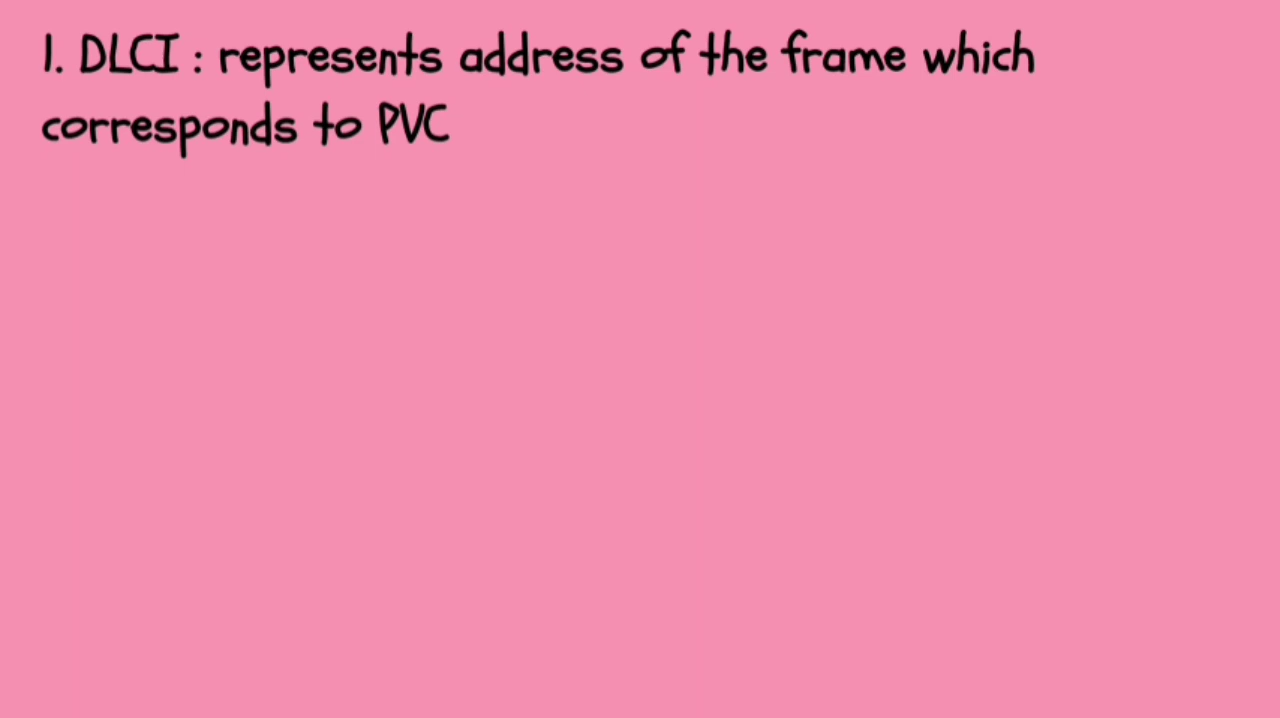 1. DLCI : represents address of the frame which
corresponds to PVC